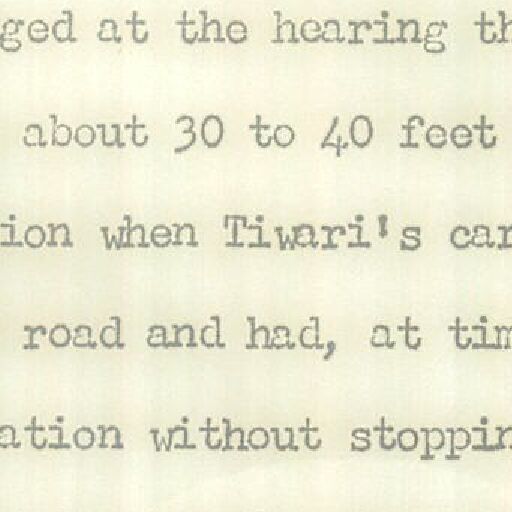 ged at the hearing th
about 30 to 40 feet
ion when Tiwari's car
road and had, at tim
ation without stoppin